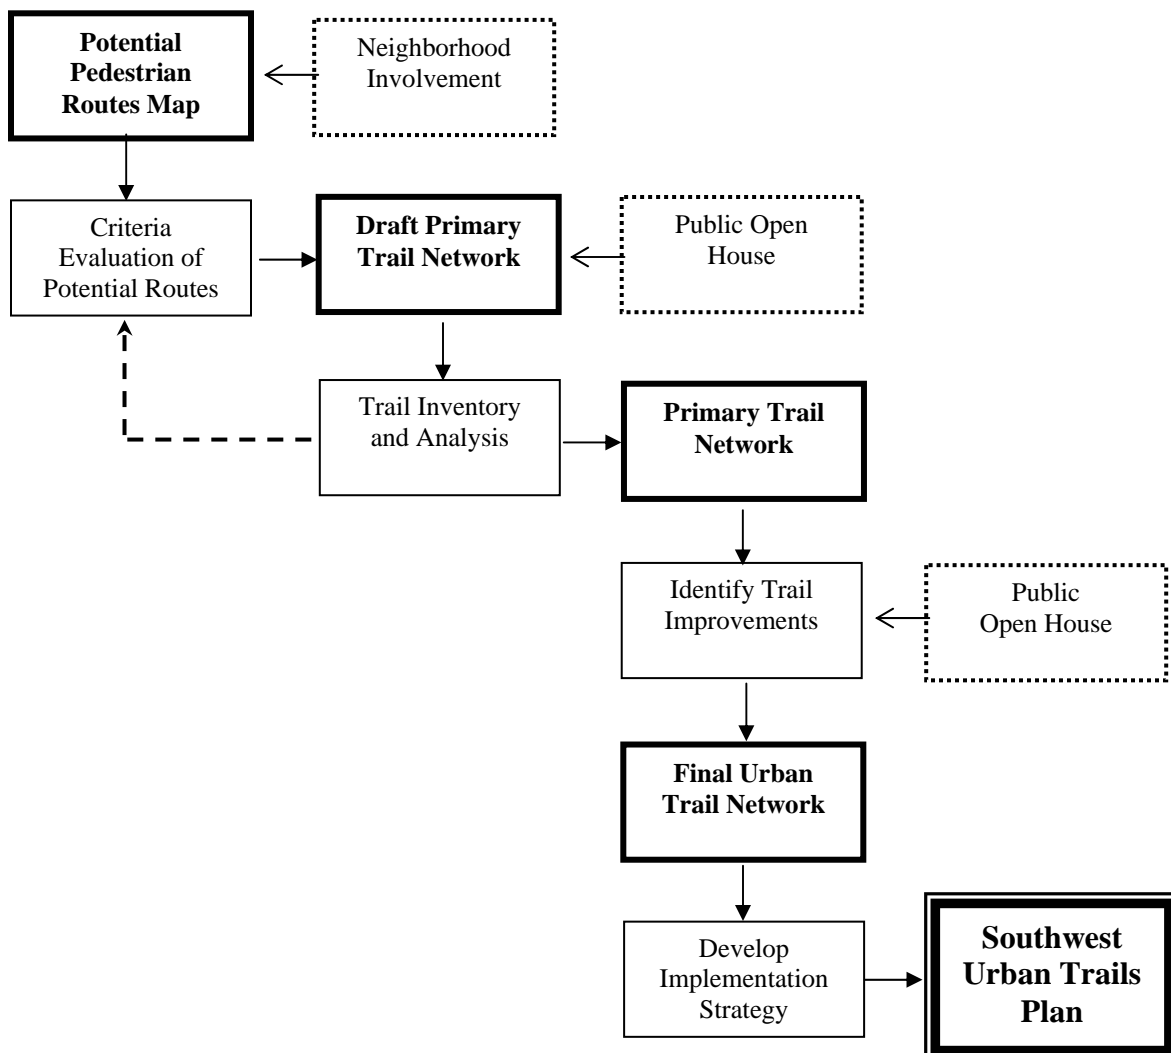 Potential
Pedestrian
Routes Map
Neighborhood
Involvement
Criteria
Evaluation of
Potential Routes
Draft Primary
Trail Network
Public Open
House
Trail Inventory
and Analysis
Primary Trail
Network
Identify Trail
Improvements
Public
Open House
Final Urban
Trail Network
Develop
Implementation
Strategy
Southwest
Urban Trails
Plan